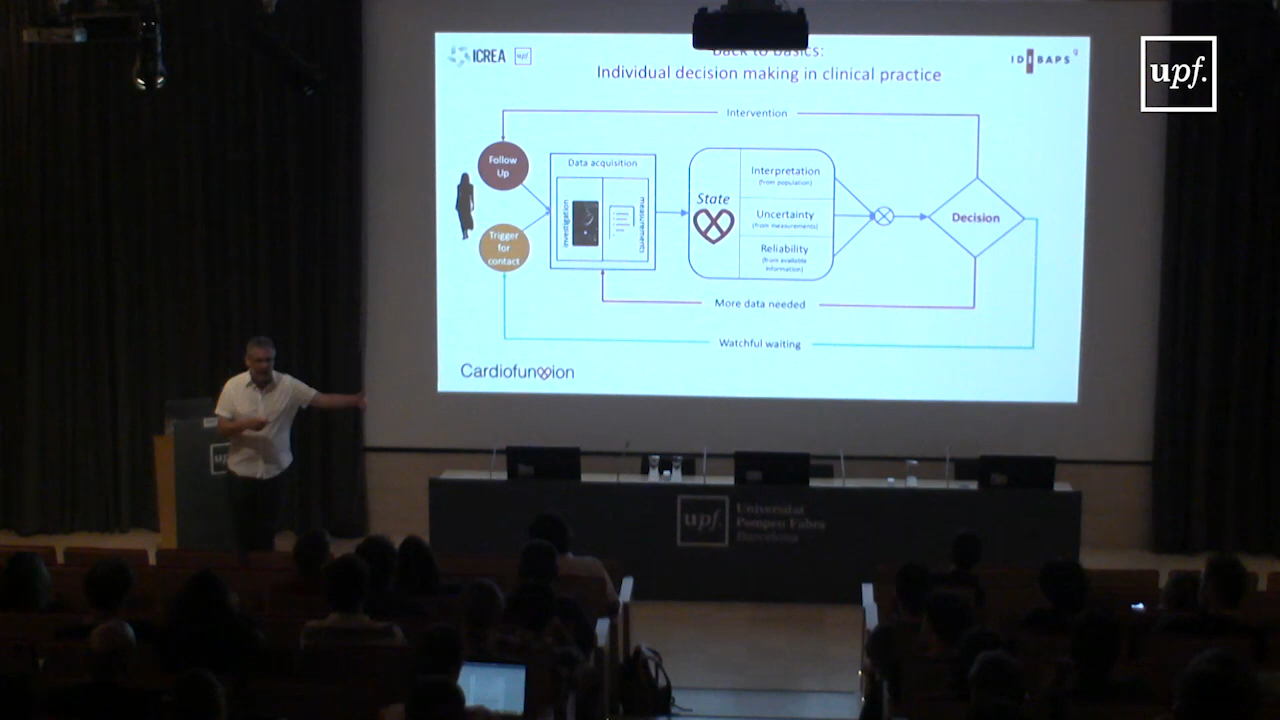 ICREA
upf.
Back to basics:
Individual decision making in clinical practice
IDIBAPS
upf.
Intervention
Follow
Up
Trigger
for
contact
Data acquisition
investigation
measurements
State
Interpretation
(from population)
Uncertainty
(from measurements)
Reliability
(from available
information)
Decision
More data needed
Watchful waiting
Cardiofunxion
upf.
Universitat
Pompeu Fabra
Barcelona